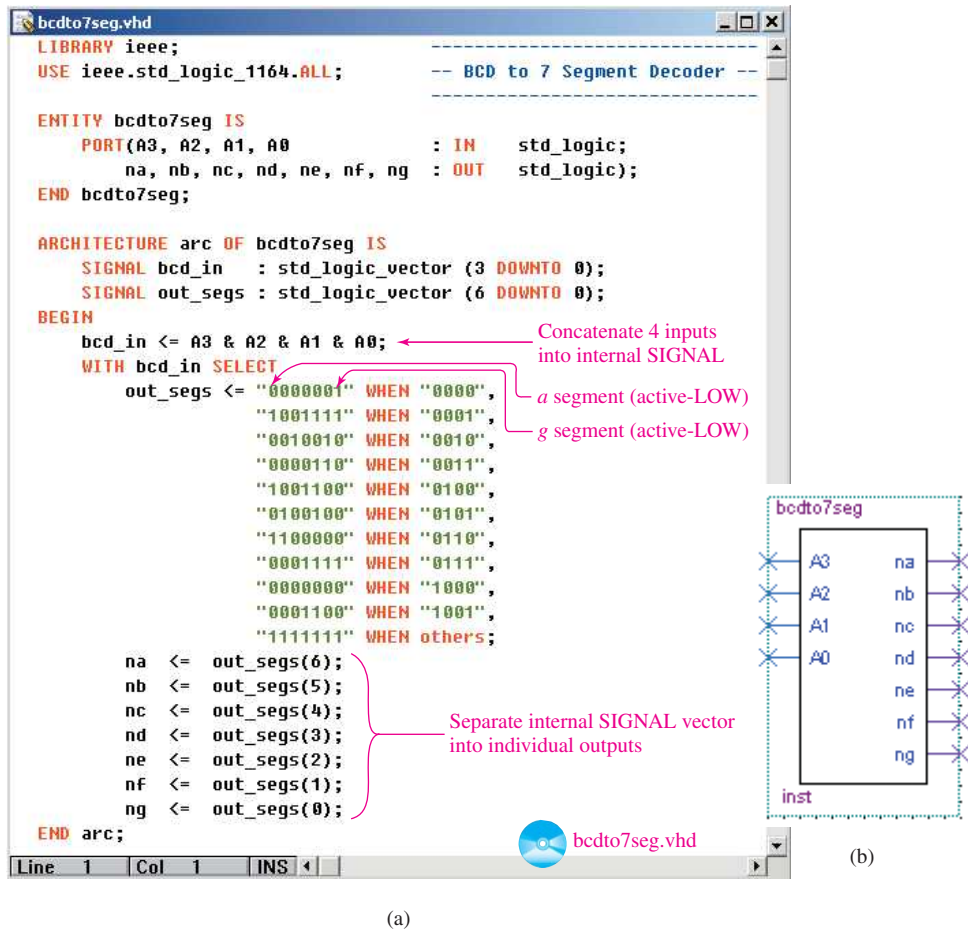 bcdto7seg.vhd
LIBRARY ieee; ------------------------------
USE ieee.std_logic_1164.ALL; -- BCD to 7 Segment Decoder --
------------------------------
ENTITY bcdto7seg IS
PORT(A3, A2, A1, A0 : IN std_logic;
na, nb, nc, nd, ne, nf, ng : OUT std_logic);
END bcdto7seg;
ARCHITECTURE arc OF bcdto7seg IS
SIGNAL bcd_in : std_logic_vector (3 DOWNTO 0);
SIGNAL out_segs : std_logic_vector (6 DOWNTO 0);
BEGIN
bcd_in <= A3 & A2 & A1 & A0;
Concatenate 4 inputs
into internal SIGNAL
WITH bcd_in SELECT
out_segs <= "0000001" WHEN "0000",
a segment (active-LOW)
"1001111" WHEN "0001",
g segment (active-LOW)
"0010010" WHEN "0010",
"0000110" WHEN "0011",
"1001100" WHEN "0100",
"0100100" WHEN "0101",
"1100000" WHEN "0110",
"0001111" WHEN "0111",
"0000000" WHEN "1000",
"0001100" WHEN "1001",
"1111111" WHEN others;
na <= out_segs(6);
nb <= out_segs(5);
nc <= out_segs(4);
nd <= out_segs(3);
ne <= out_segs(2);
nf <= out_segs(1);
ng <= out_segs(0);
Separate internal SIGNAL vector
into individual outputs
END arc;
bcdto7seg.vhd
Line 1 Col 1 INS
(a)
bcdto7seg
A3 na
A2 nb
A1 nc
A0 nd
ne
nf
ng
inst
(b)